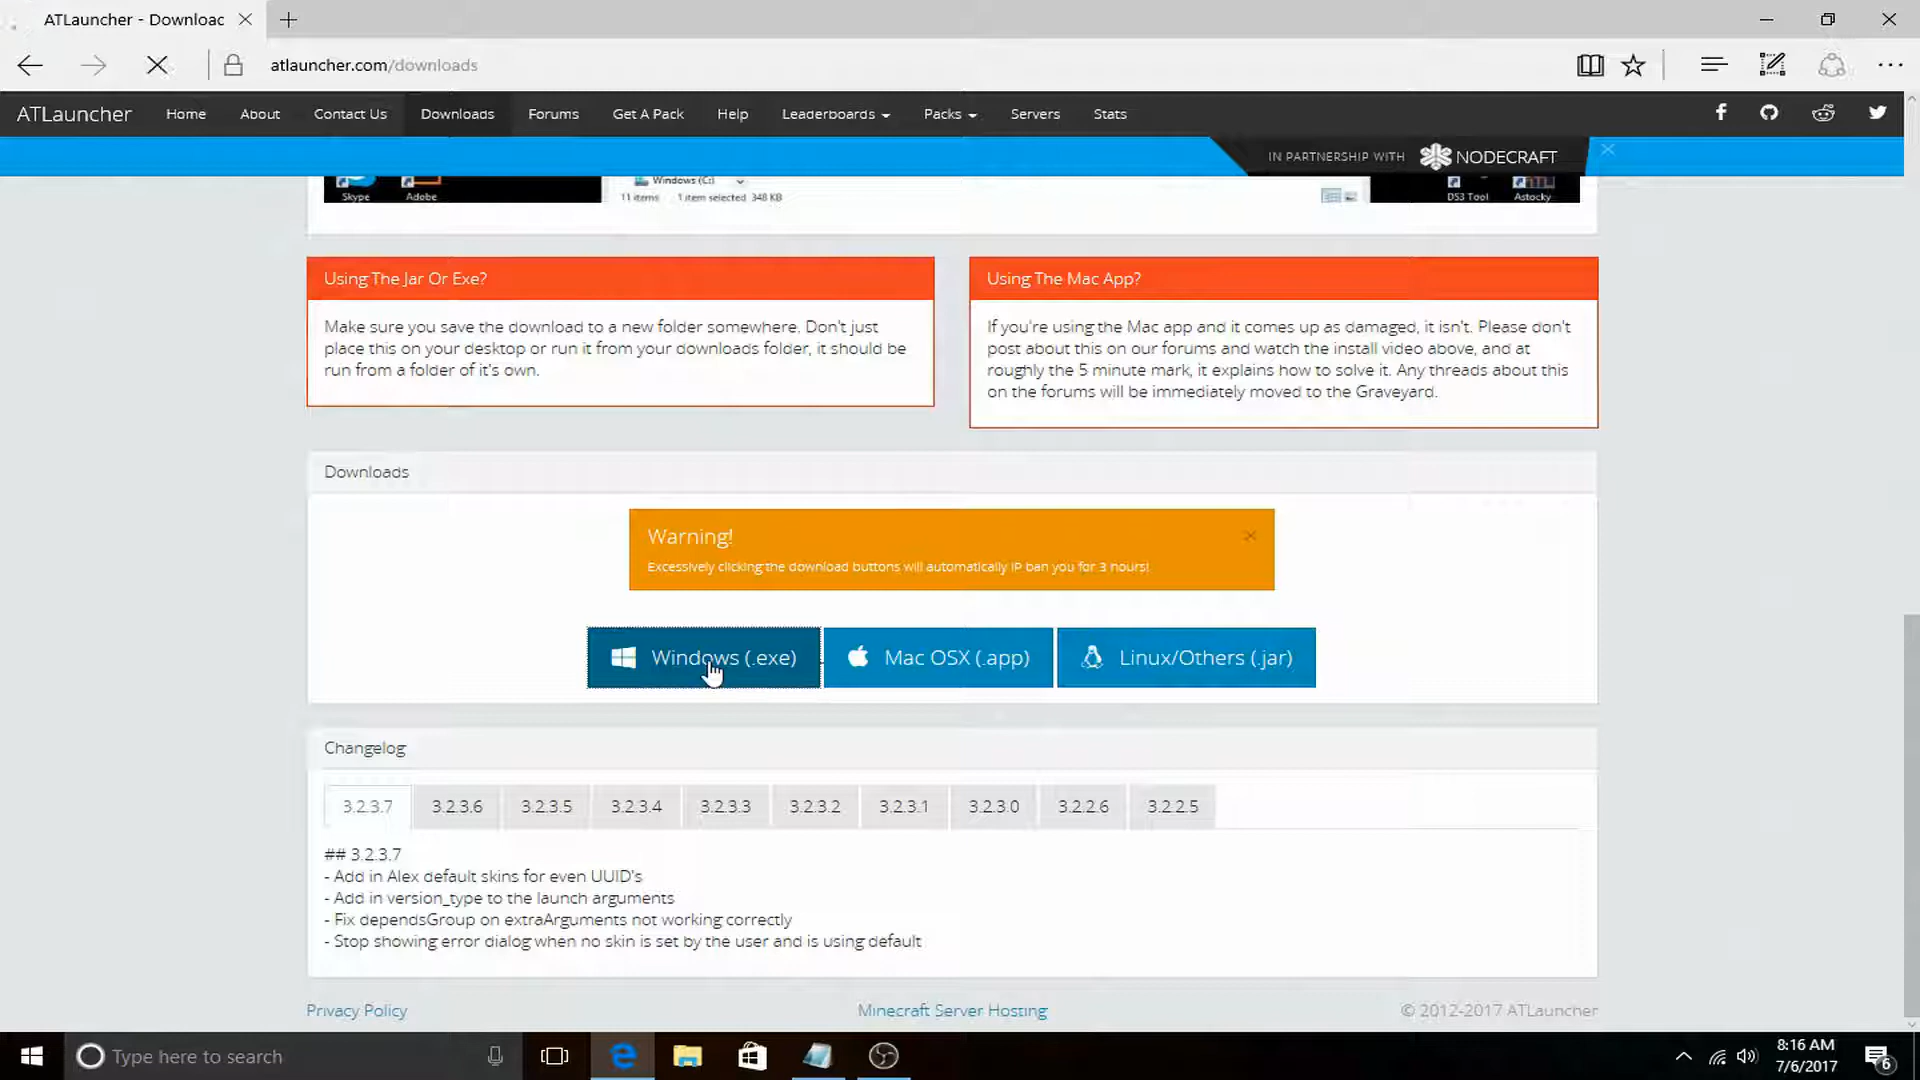 ATLauncher - Downloac
atlauncher.com/downloads
ATLauncher Home About Contact Us Downloads Forums Get A Pack Help Leaderboards Packs Servers Stats
IN PARTNERSHIP WITH NODECRAFT
Skype Adobe Windows (C:) DS3 Tool Astocky
11 items 1 item selected 348 KB
Using The Jar Or Exe?
Make sure you save the download to a new folder somewhere. Don't just
place this on your desktop or run it from your downloads folder, it should be
run from a folder of it's own.
Using The Mac App?
If you're using the Mac app and it comes up as damaged, it isn't. Please don't
post about this on our forums and watch the install video above, and at
roughly the 5 minute mark, it explains how to solve it. Any threads about this
on the forums will be immediately moved to the Graveyard.
Downloads
Warning!
Excessively clicking the download buttons will automatically IP ban you for 3 hours!
Windows (.exe) Mac OSX (.app) Linux/Others (.jar)
Changelog
3.2.3.7 3.2.3.6 3.2.3.5 3.2.3.4 3.2.3.3 3.2.3.2 3.2.3.1 3.2.3.0 3.2.2.6 3.2.2.5
## 3.2.3.7
- Add in Alex default skins for even UUID's
- Add in version_type to the launch arguments
- Fix dependsGroup on extraArguments not working correctly
- Stop showing error dialog when no skin is set by the user and is using default
Privacy Policy Minecraft Server Hosting © 2012-2017 ATLauncher
Type here to search
8:16 AM
7/6/2017
6